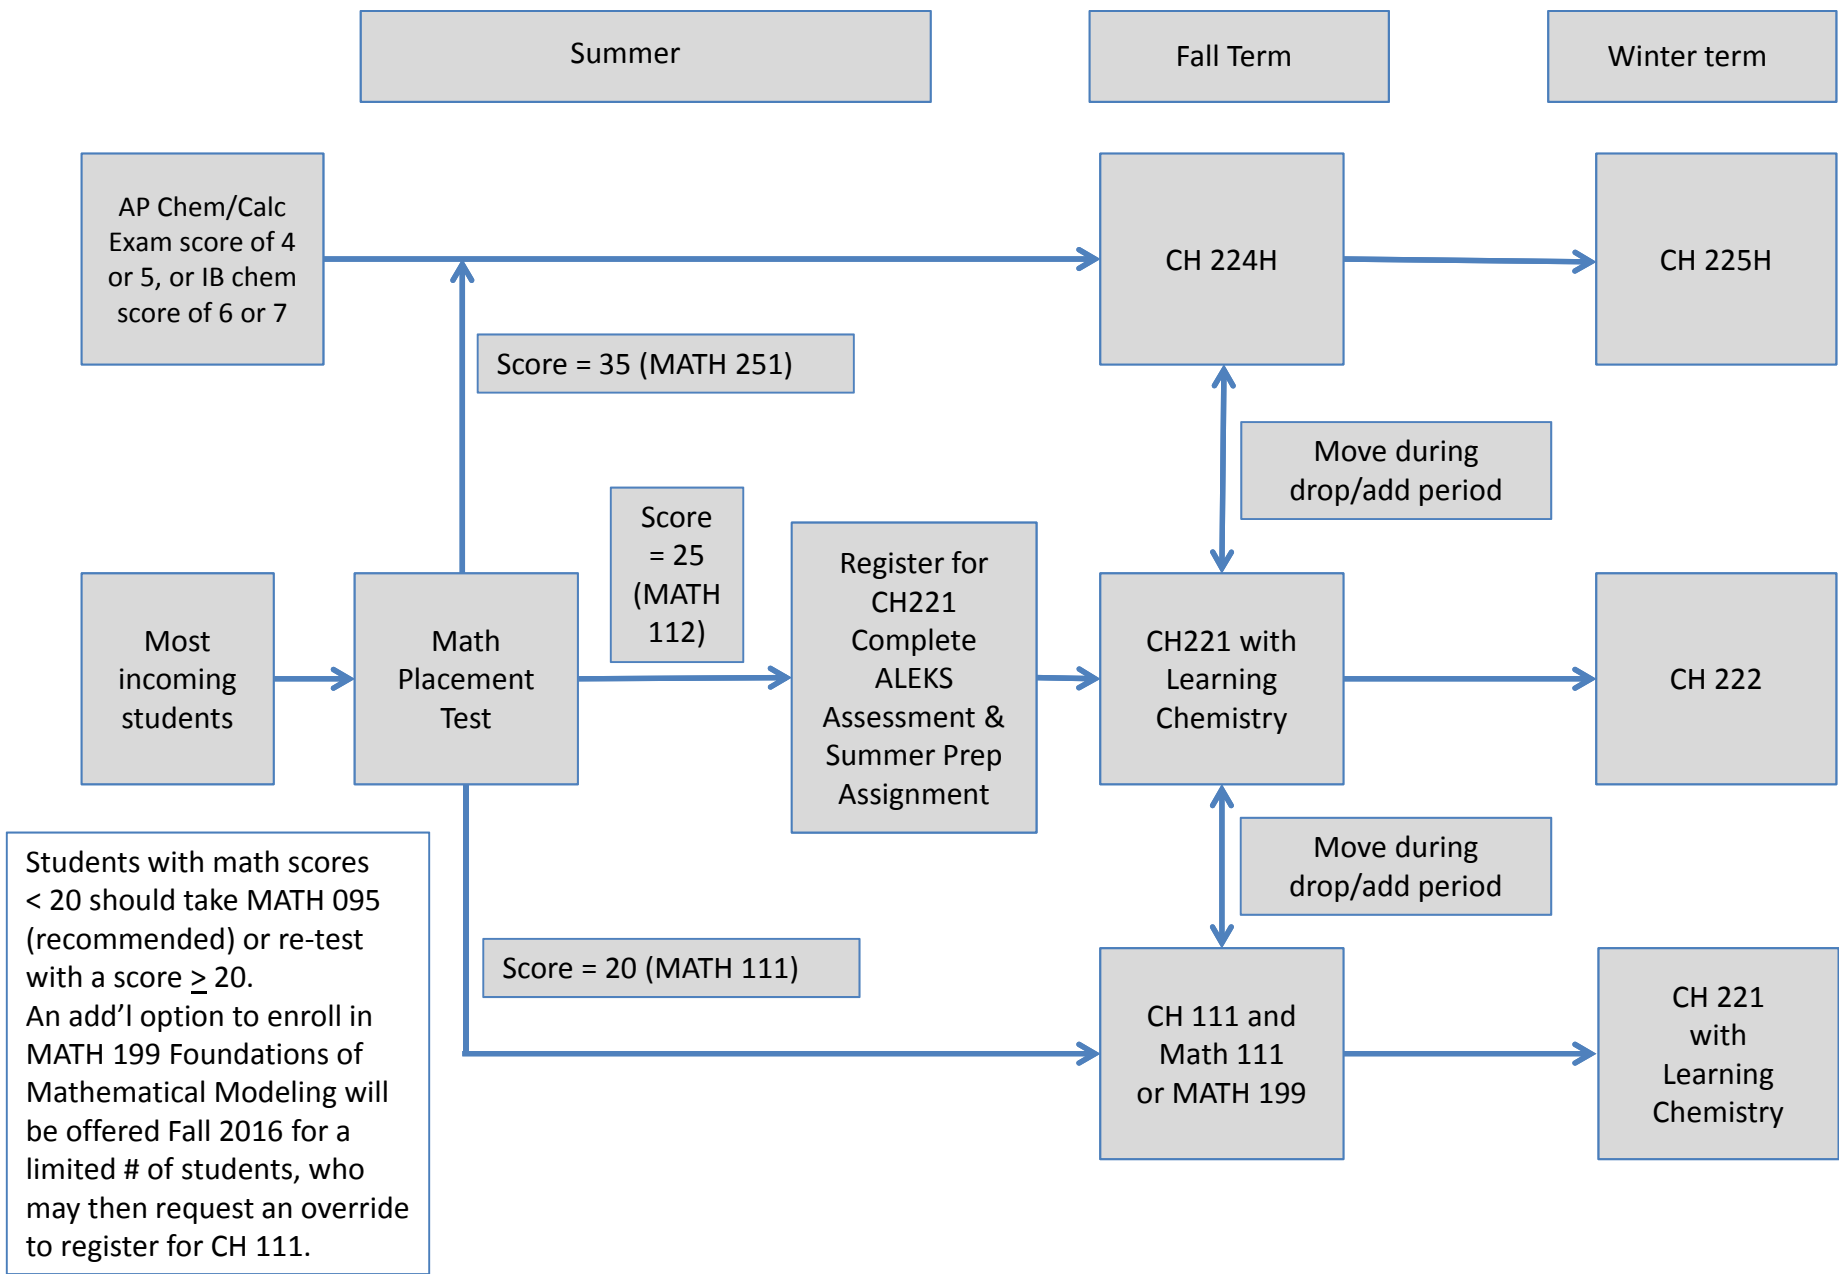 Summer
Fall Term
Winter term
AP Chem/Calc
Exam score of 4
or 5, or IB chem
score of 6 or 7
CH 224H
CH 225H
Score = 35 (MATH 251)
Move during
drop/add period
Score
= 25
(MATH
112)
Most
incoming
students
Math
Placement
Test
Register for
CH221
Complete
ALEKS
Assessment &
Summer Prep
Assignment
CH221 with
Learning
Chemistry
CH 222
Move during
drop/add period
Students with math scores
< 20 should take MATH 095
(recommended) or re-test
with a score > 20.
An add’l option to enroll in
MATH 199 Foundations of
Mathematical Modeling will
be offered Fall 2016 for a
limited # of students, who
may then request an override
to register for CH 111.
Score = 20 (MATH 111)
CH 111 and
Math 111
or MATH 199
CH 221
with
Learning
Chemistry